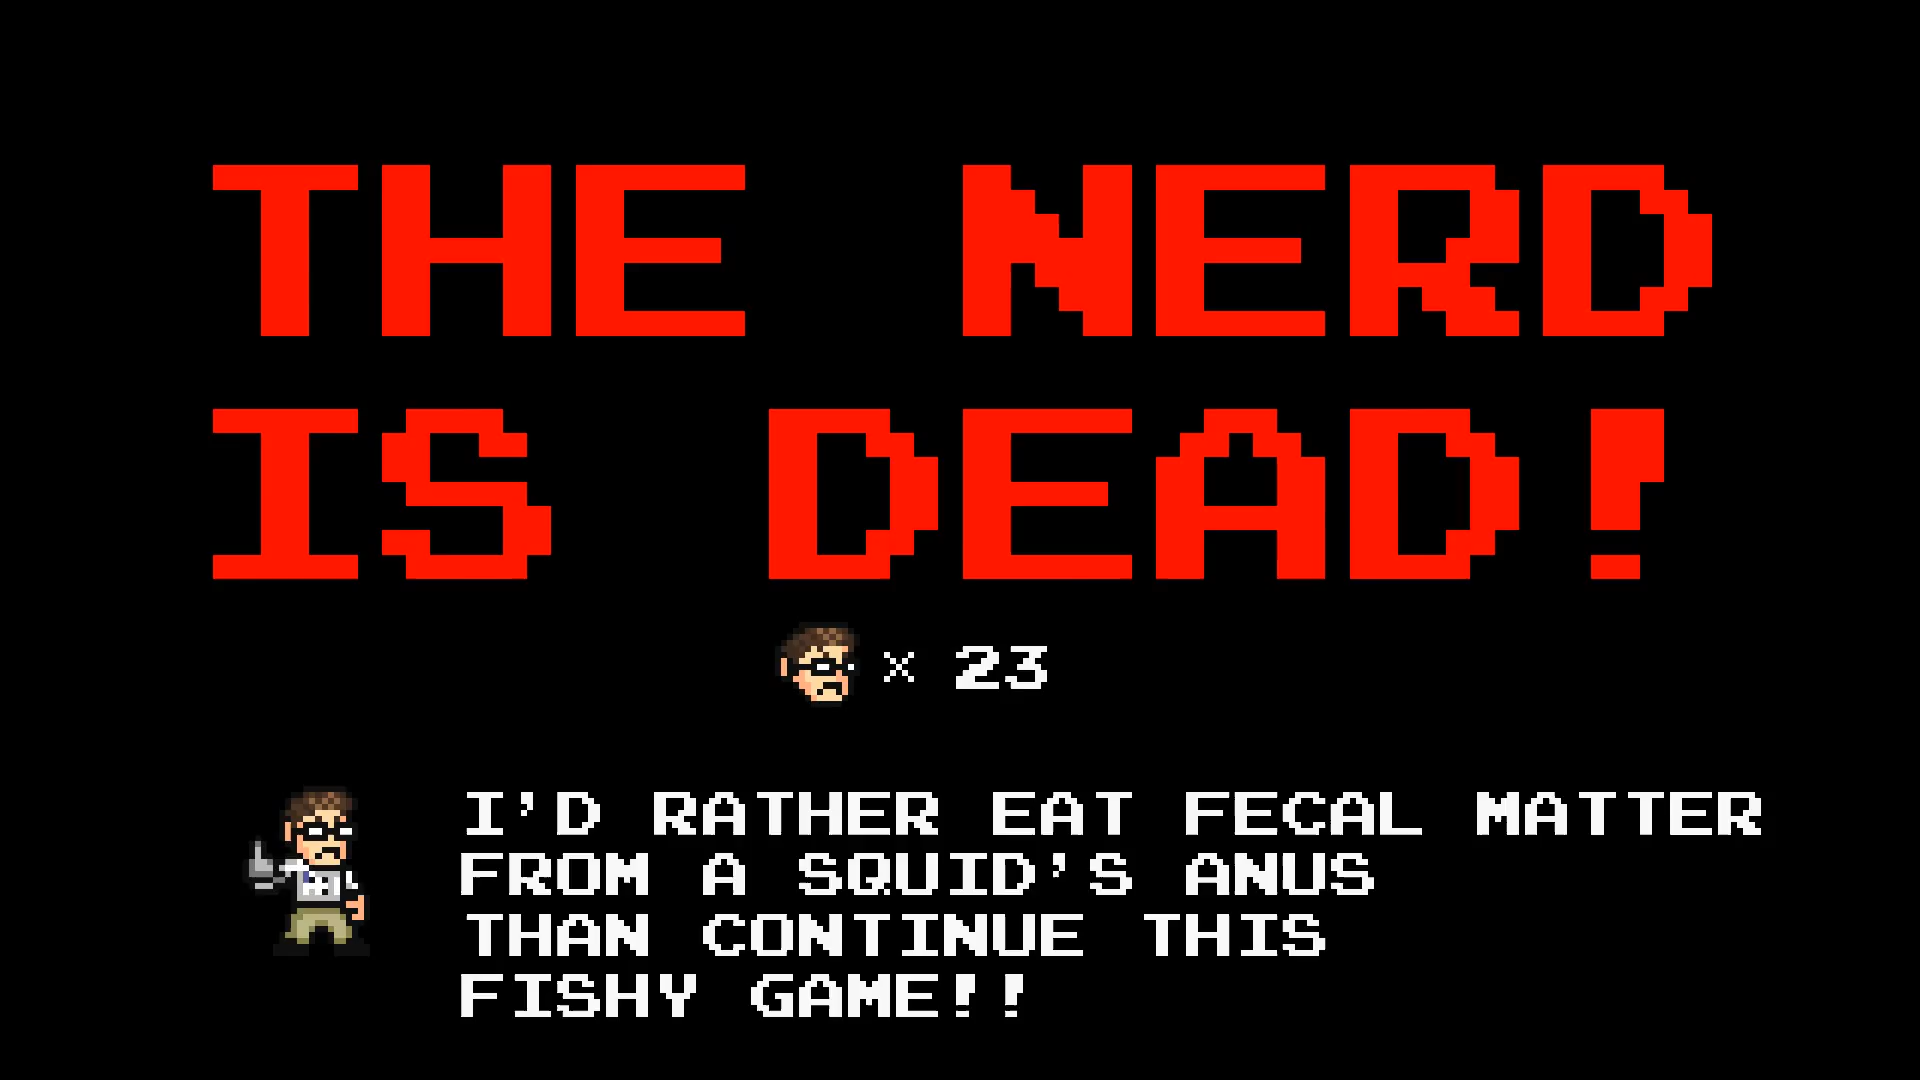 THE NERD
IS DEAD!
× 23
I'D RATHER EAT FECAL MATTER
FROM A SQUID'S ANUS
THAN CONTINUE THIS
FISHY GAME!!